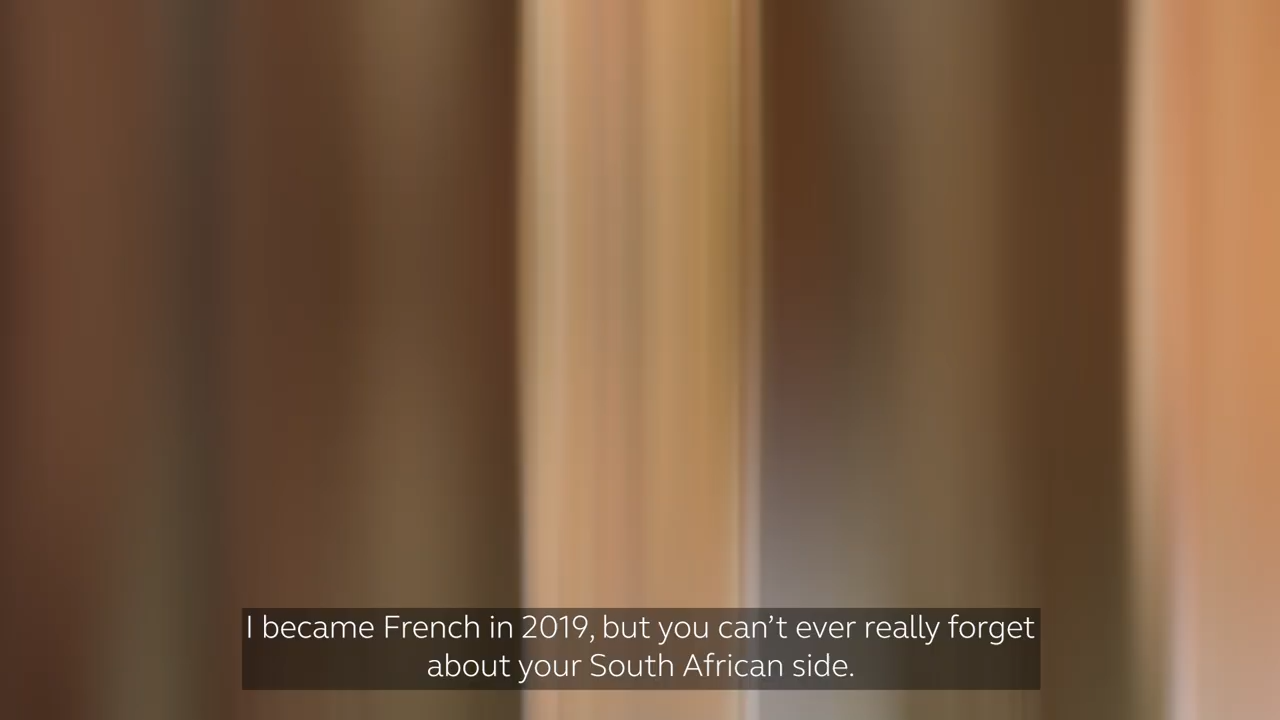 I became French in 2019, but you can’t ever really forget
about your South African side.